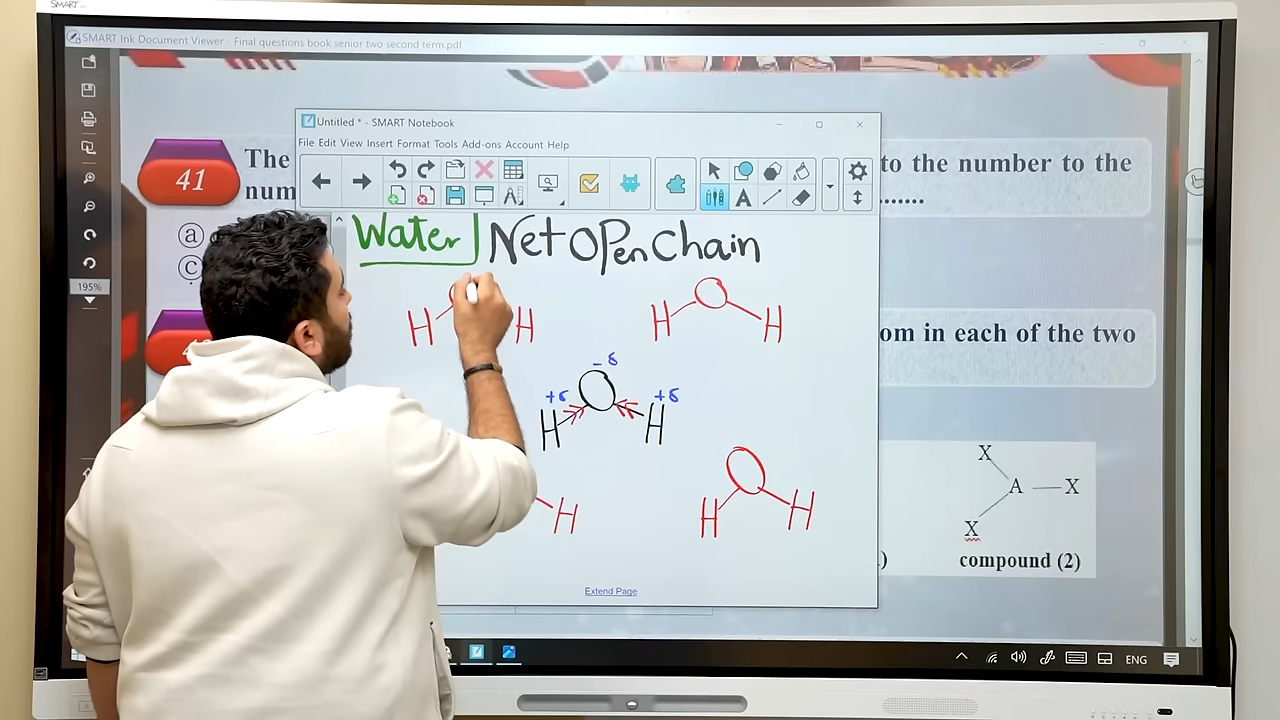 SMART
SMART Ink Document Viewer - Final questions book senior two second term.pdf
Untitled * - SMART Notebook
File Edit View Insert Format Tools Add-ons Account Help
41 The to the number to the
num ........
a
c
195%
Water Net Open Chain
H H
H O H
-δ
+δ O +δ
H H
H
O
H H
om in each of the two
X
A — X
X
compound (2)
Extend Page
ENG